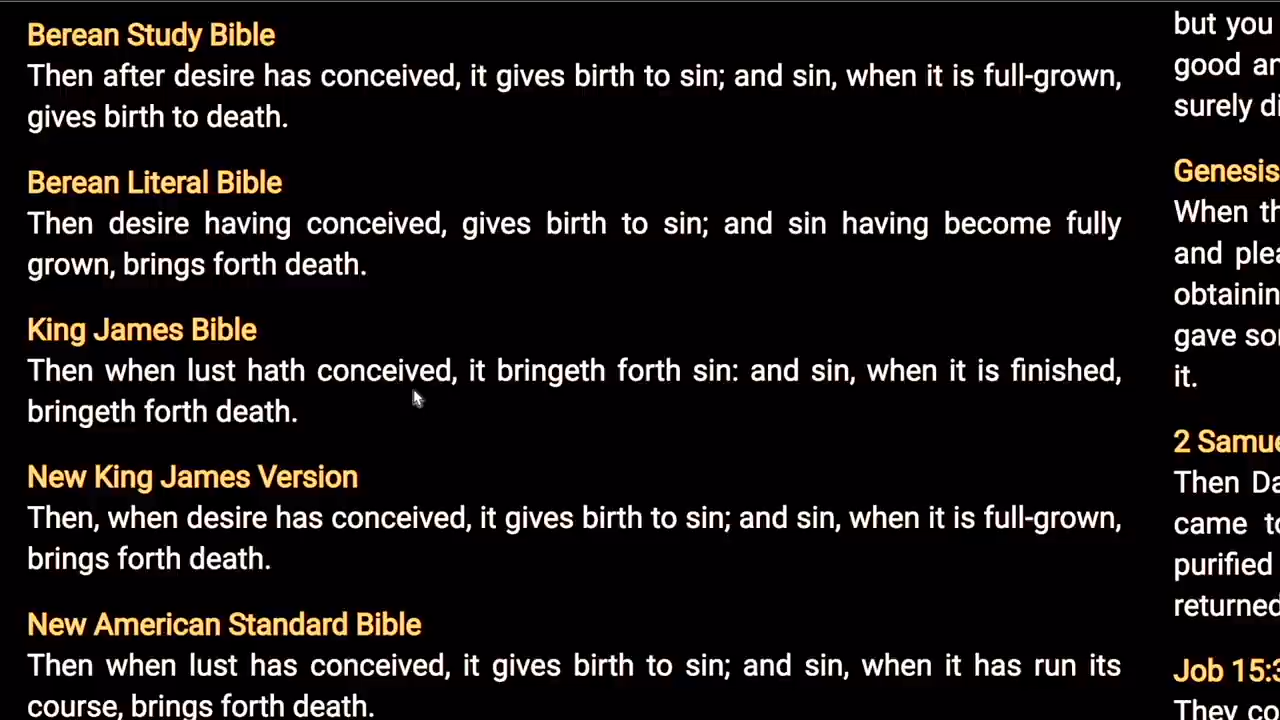 Berean Study Bible
Then after desire has conceived, it gives birth to sin; and sin, when it is full-grown,
gives birth to death.
Berean Literal Bible
Then desire having conceived, gives birth to sin; and sin having become fully
grown, brings forth death.
King James Bible
Then when lust hath conceived, it bringeth forth sin: and sin, when it is finished,
bringeth forth death.
New King James Version
Then, when desire has conceived, it gives birth to sin; and sin, when it is full-grown,
brings forth death.
New American Standard Bible
Then when lust has conceived, it gives birth to sin; and sin, when it has run its
course, brings forth death.
but you
good
surely
Genesis
When
and
gave
it.
2
Then
came
purified
returned
Job
They